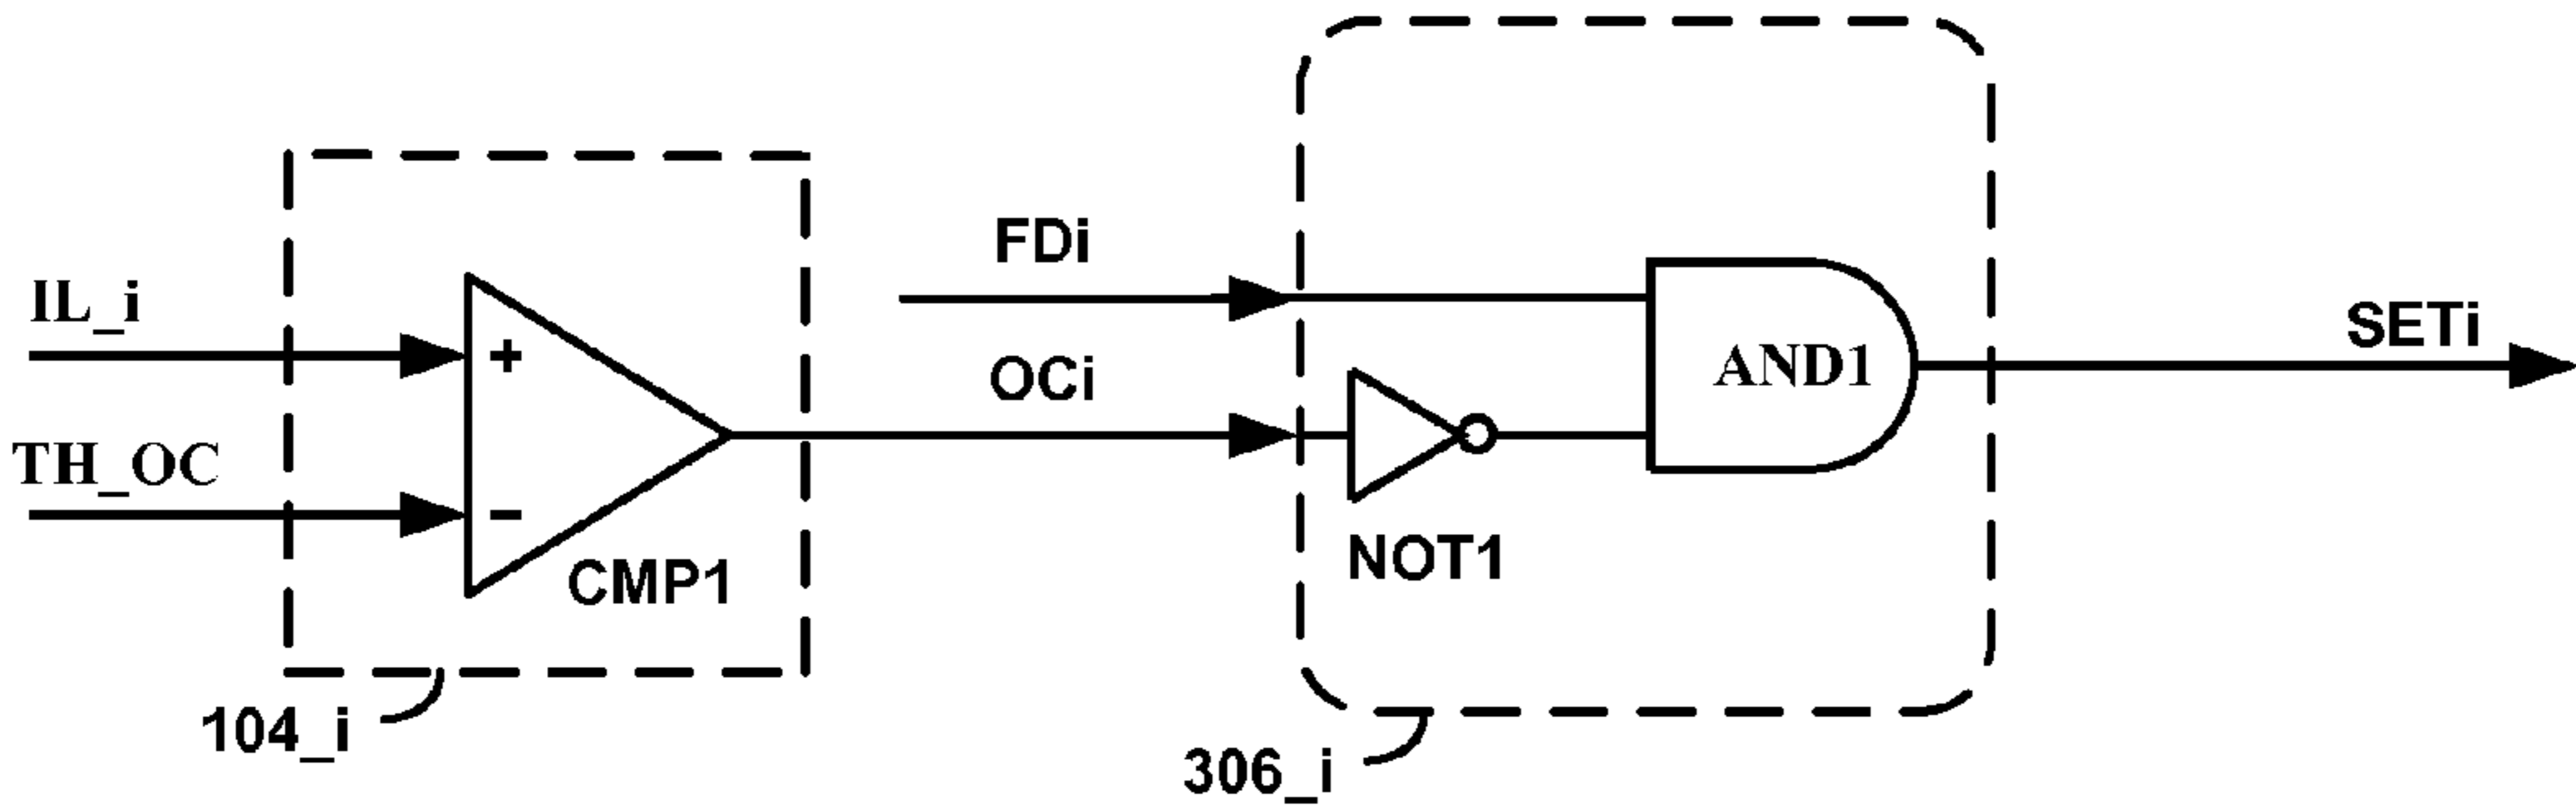 IL_i
TH_OC
+
−
CMP1
104_i
FDi
OCi
NOT1
AND1
306_i
SETi